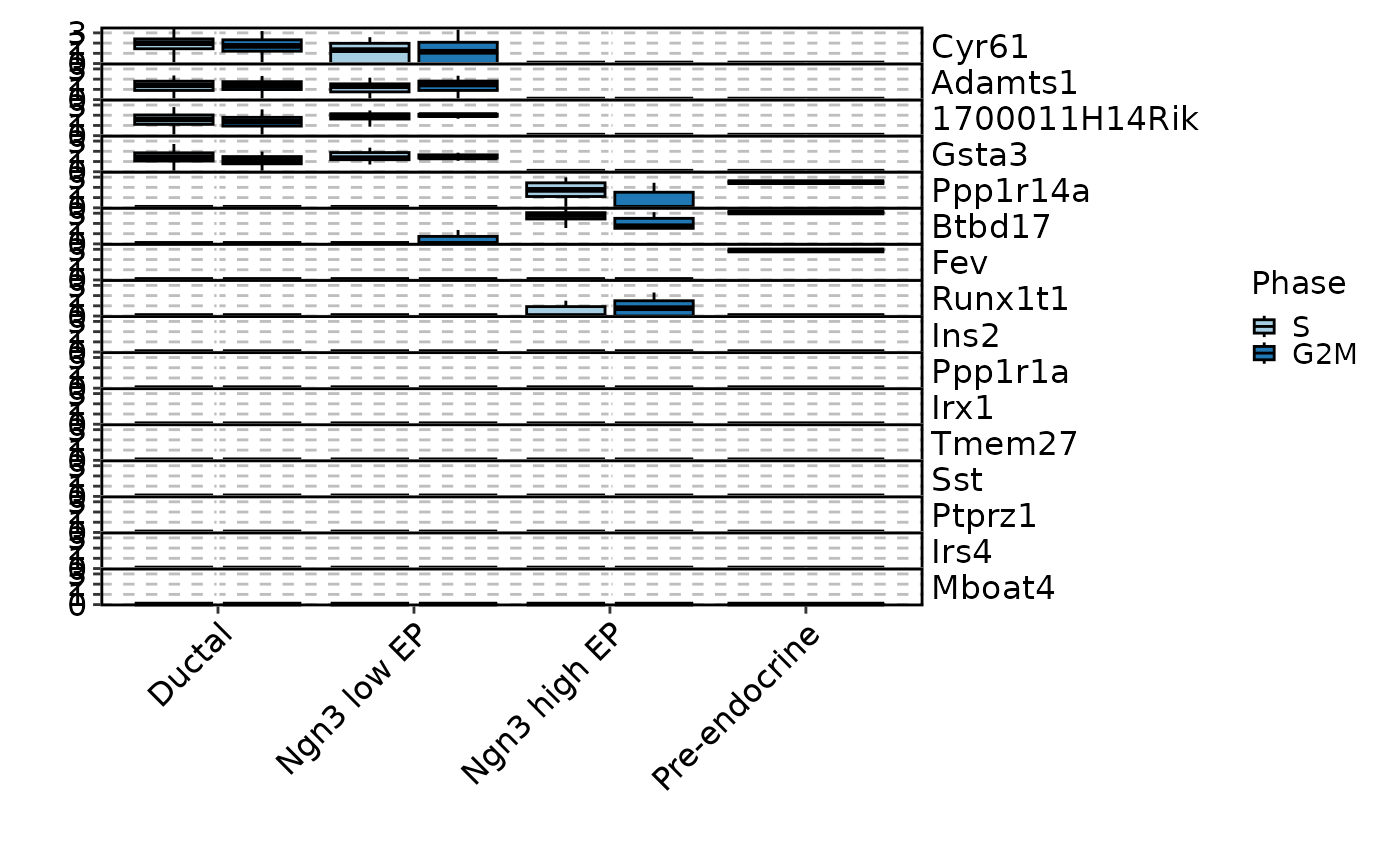 3
Cyr61
Adamts1
1700011H14Rik
Gsta3
Ppp1r14a
Btbd17
Fev
Runx1t1
Ins2
Ppp1r1a
Irx1
Tmem27
Sst
Ptprz1
Irs4
Mboat4
0
Phase
S
G2M
Ductal
Ngn3 low EP
Ngn3 high EP
Pre-endocrine